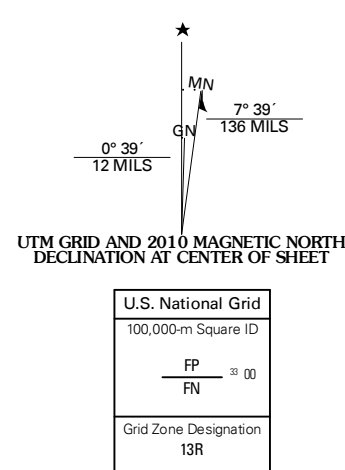 ★
MN
7° 39´
136 MILS
GN
0° 39´
12 MILS
UTM GRID AND 2010 MAGNETIC NORTH
DECLINATION AT CENTER OF SHEET
U.S. National Grid
100,000-m Square ID
FP
33 00
FN
Grid Zone Designation
13R